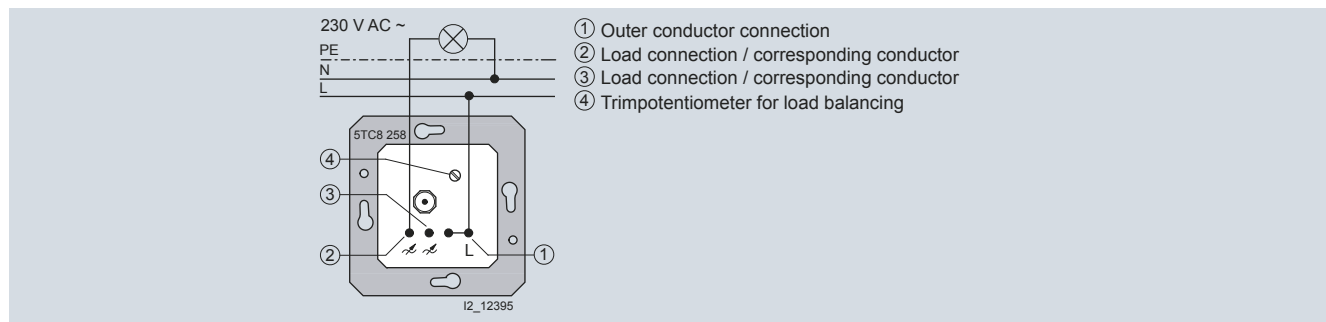 230 V AC ~
PE
N
L
① Outer conductor connection
② Load connection / corresponding conductor
③ Load connection / corresponding conductor
④ Trimpotentiometer for load balancing
5TC8 258
④
③
②
L
①
I2_12395